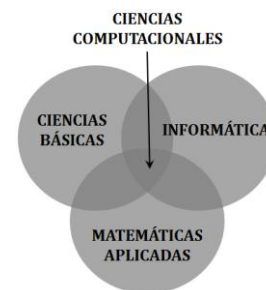 CIENCIAS
COMPUTACIONALES
CIENCIAS
BÁSICAS
INFORMÁTICA
MATEMÁTICAS
APLICADAS